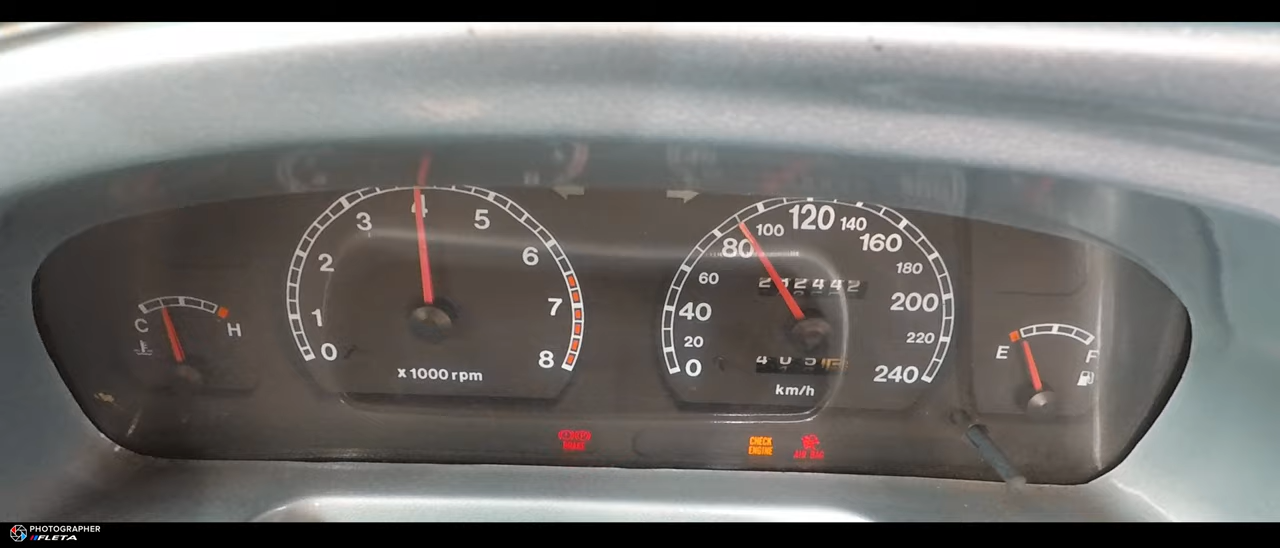 C
H
0
1
2
3
4
5
6
7
8
x 1000 rpm
0
20
40
60
80
100
120
140
160
180
200
220
240
km/h
E
F
BRAKE
CHECK
ENGINE
AIR BAG
PHOTOGRAPHER
FLETA